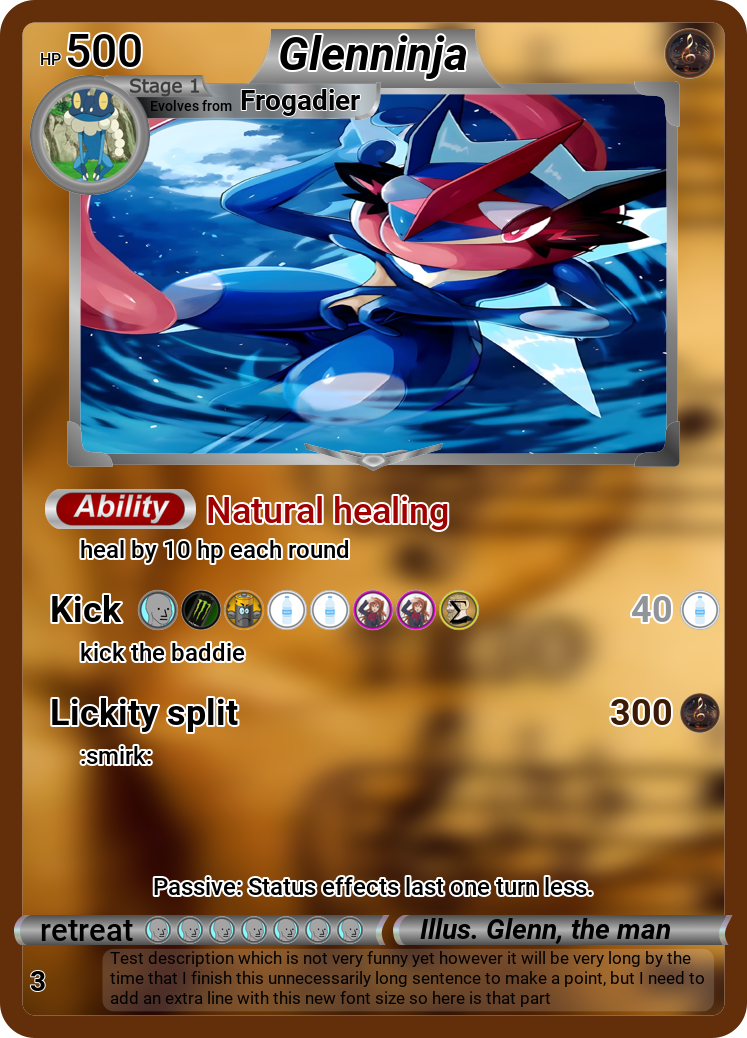 HP 500
Glenninja
Stage 1
Evolves from Frogadier
Ability Natural healing
heal by 10 hp each round
Kick 40
kick the baddie
Lickity split 300
:smirk:
Passive: Status effects last one turn less.
retreat
Illus. Glenn, the man
3
Test description which is not very funny yet however it will be very long by the
time that I finish this unnecessarily long sentence to make a point, but I need to
add an extra line with this new font size so here is that part